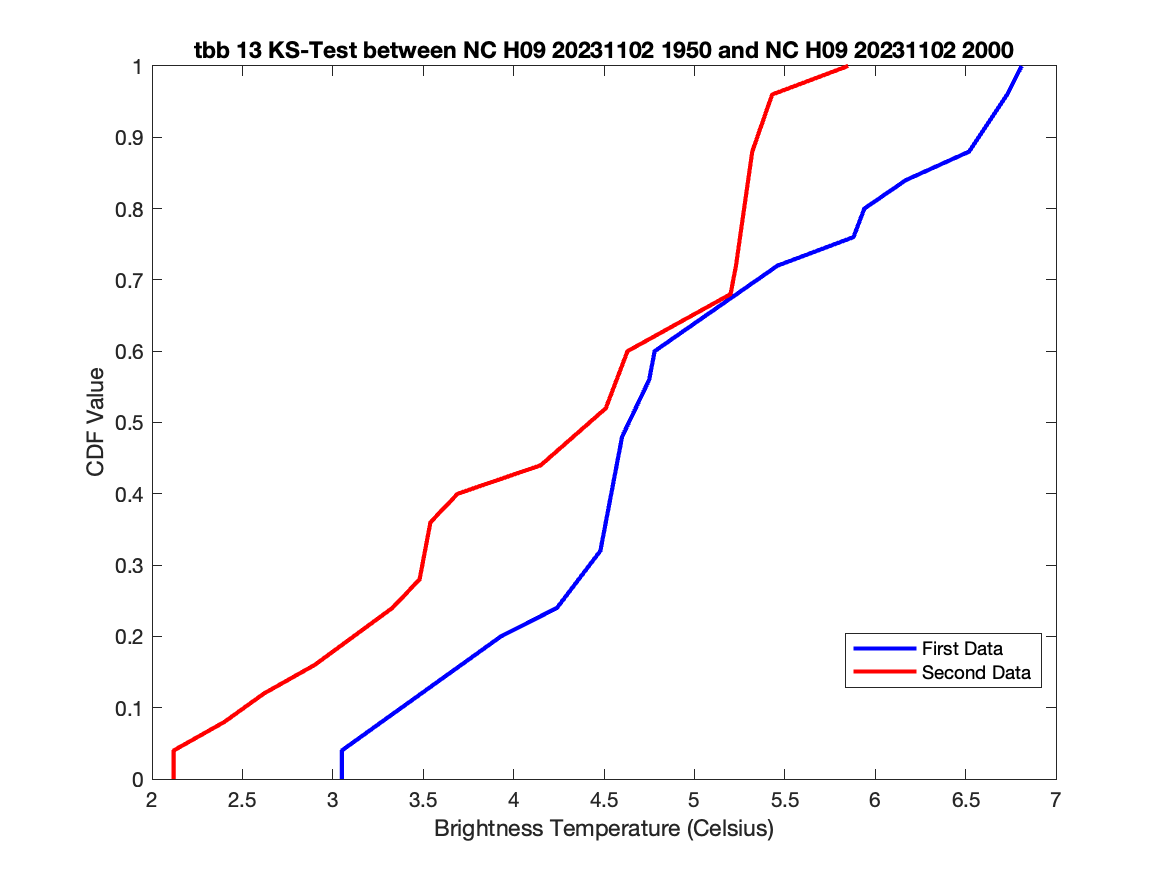 tbb 13 KS-Test between NC H09 20231102 1950 and NC H09 20231102 2000
1
0.9
0.8
0.7
0.6
0.5
0.4
0.3
0.2
0.1
0
CDF Value
First Data
Second Data
2 2.5 3 3.5 4 4.5 5 5.5 6 6.5 7
Brightness Temperature (Celsius)